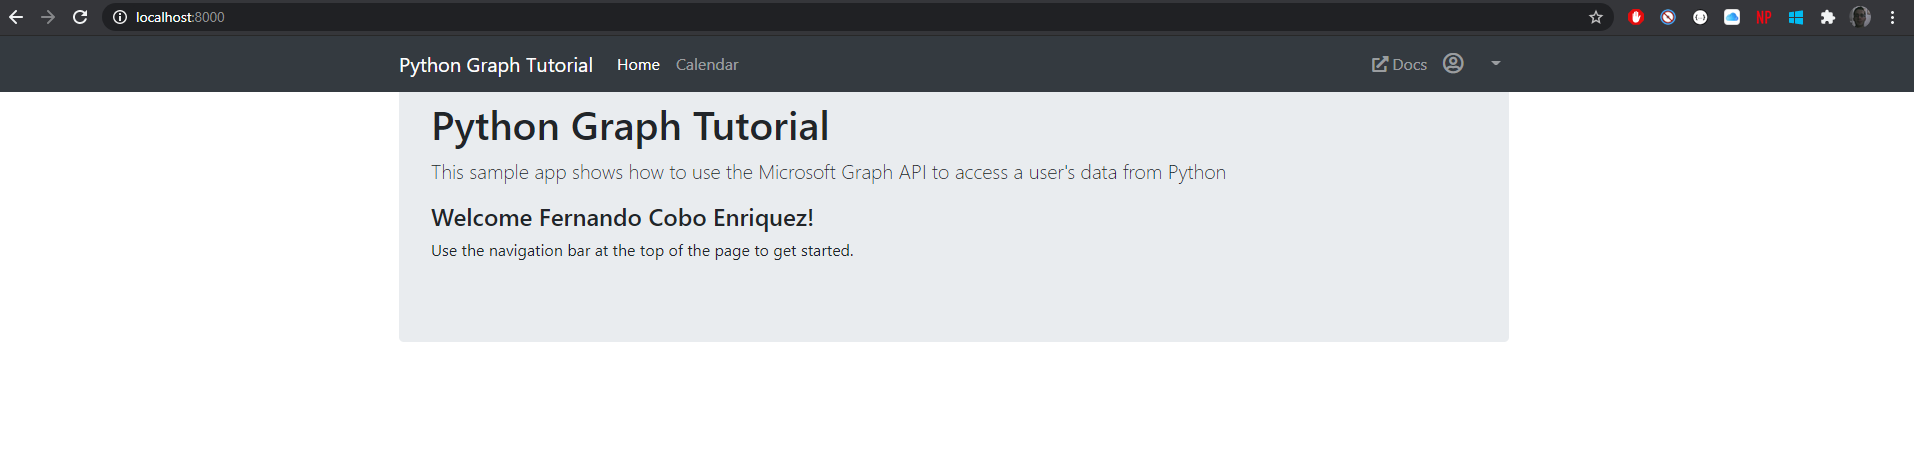 localhost:8000
NP
Python Graph Tutorial Home Calendar Docs
Python Graph Tutorial
This sample app shows how to use the Microsoft Graph API to access a user's data from Python
Welcome Fernando Cobo Enriquez!
Use the navigation bar at the top of the page to get started.